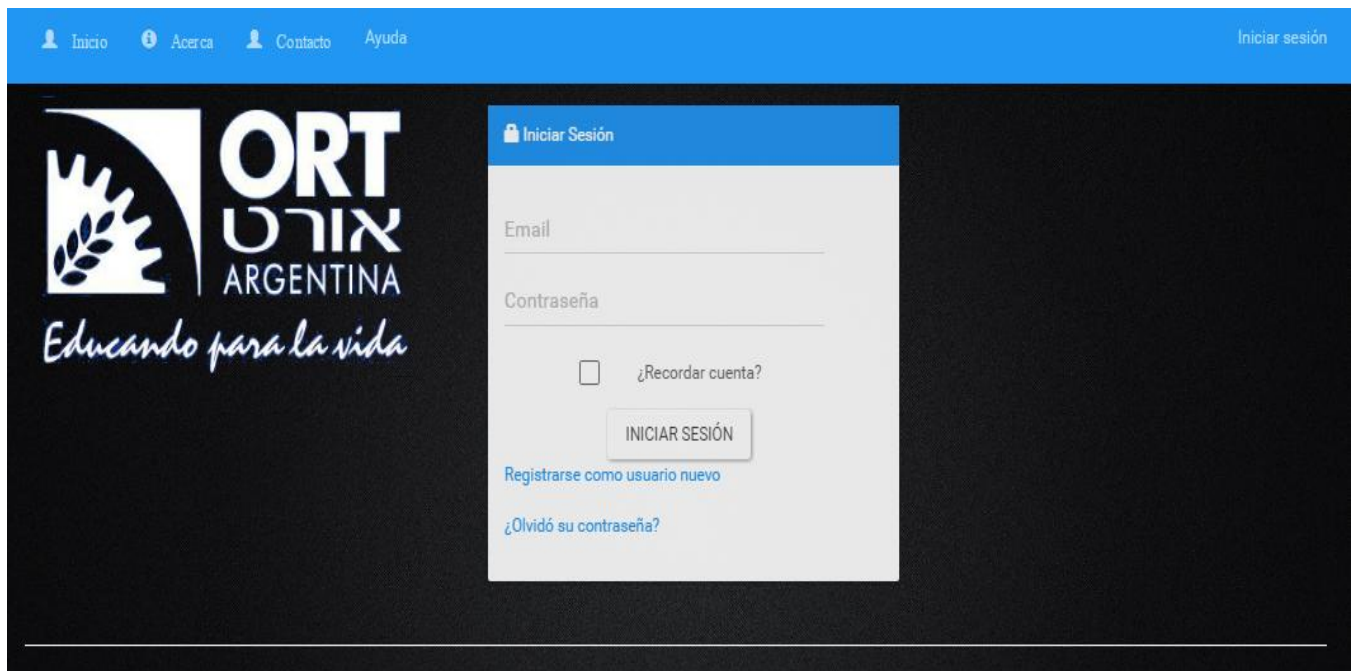 Inicio Acerca Contacto Ayuda Iniciar sesión
ORT
אורט
ARGENTINA
Educando para la vida
Iniciar Sesión
Email
Contraseña
¿Recordar cuenta?
INICIAR SESIÓN
Registrarse como usuario nuevo
¿Olvidó su contraseña?